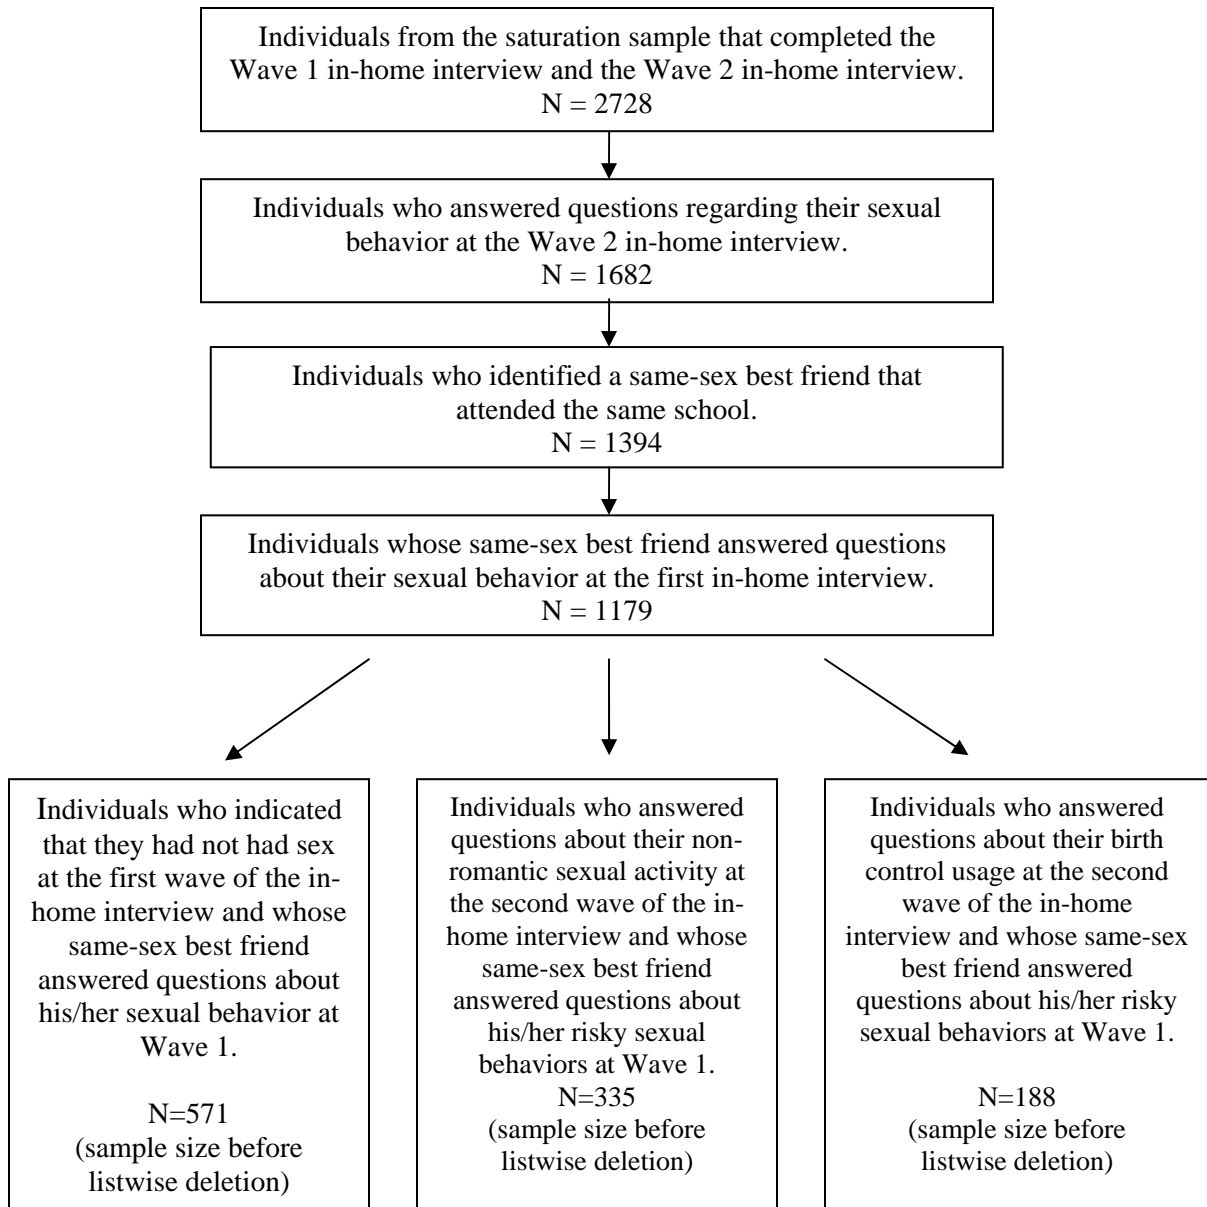 Individuals from the saturation sample that completed the
Wave 1 in-home interview and the Wave 2 in-home interview.
N = 2728
Individuals who answered questions regarding their sexual
behavior at the Wave 2 in-home interview.
N = 1682
Individuals who identified a same-sex best friend that
attended the same school.
N = 1394
Individuals whose same-sex best friend answered questions
about their sexual behavior at the first in-home interview.
N = 1179
Individuals who indicated
that they had not had sex
at the first wave of the in-
home interview and whose
same-sex best friend
answered questions about
his/her sexual behavior at
Wave 1.
N=571
(sample size before
listwise deletion)
Individuals who answered
questions about their non-
romantic sexual activity at
the second wave of the in-
home interview and whose
same-sex best friend
answered questions about
his/her risky sexual
behaviors at Wave 1.
N=335
(sample size before
listwise deletion)
Individuals who answered
questions about their birth
control usage at the second
wave of the in-home
interview and whose same-sex
best friend answered
questions about his/her risky
sexual behaviors at Wave 1.
N=188
(sample size before
listwise deletion)